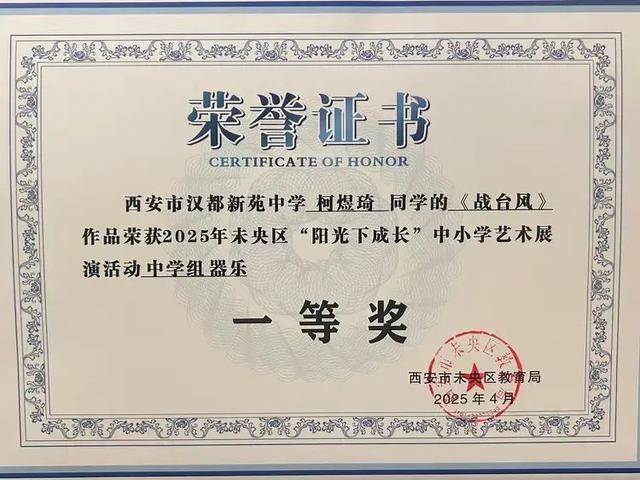 荣誉证书
CERTIFICATE OF HONOR
西安市汉都新苑中学 柯煜琦 同学的《战台风》
作品荣获2025年未央区“阳光下成长”中小学艺术展
演活动中学组器乐
一等奖
西安市未央区教育局
2025年4月